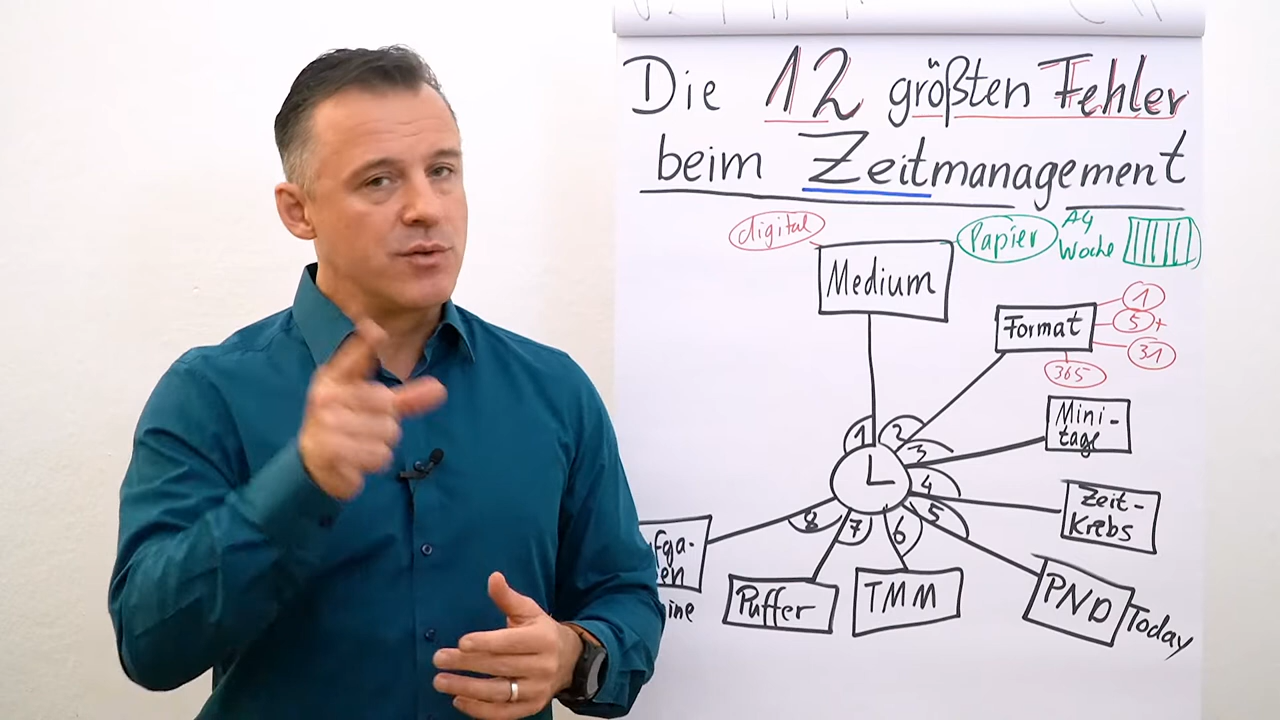 Die 12 größten Fehler
beim Zeitmanagement
digital
Papier
A4
Woche
Medium
Format
1
5+
31
365
Mini-
tage
Zeit-
krebs
PND
Today
TMM
Puffer
1
2
3
4
5
6
7
8